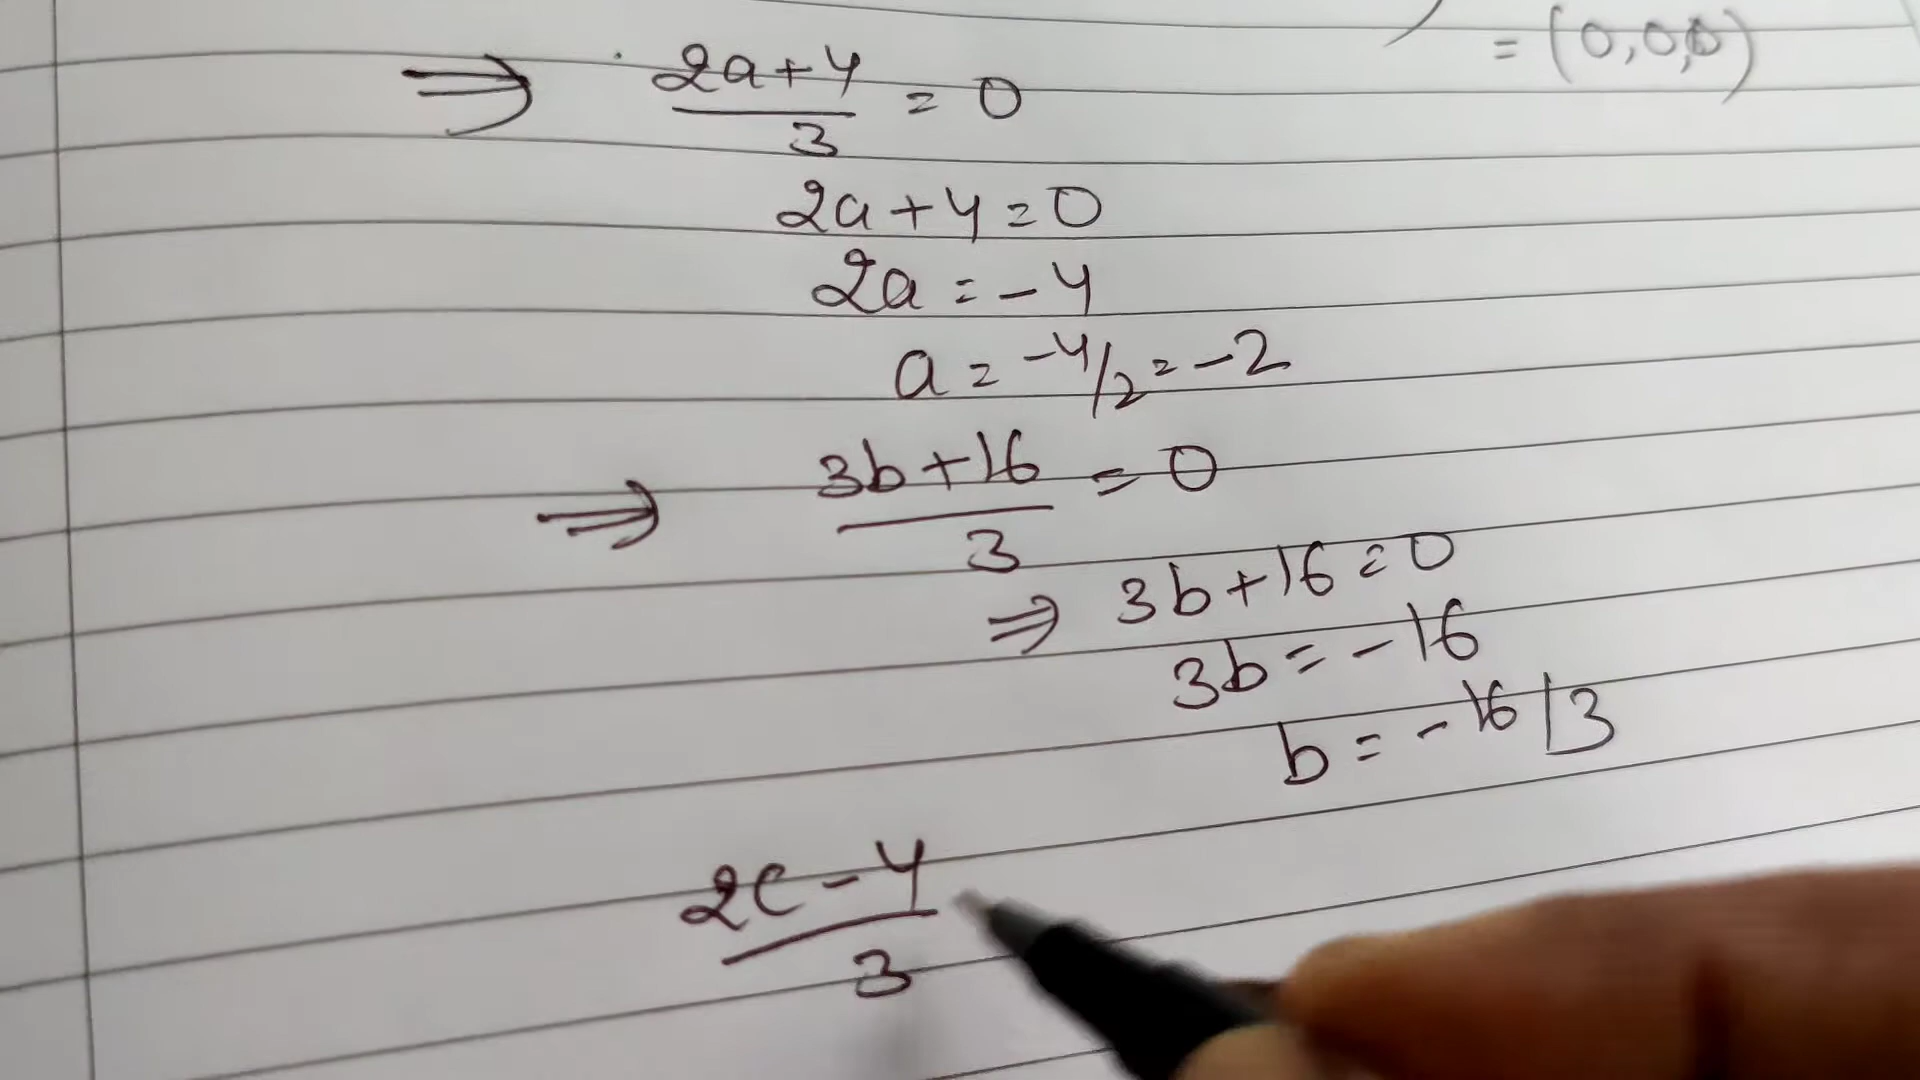 = (0,0,0)
⇒ 2a+4/3 = 0
2a+4=0
2a = -4
a = -4/2 = -2
⇒ 3b+16/3 = 0
⇒ 3b+16=0
3b = -16
b = -16/3
2c-4/3